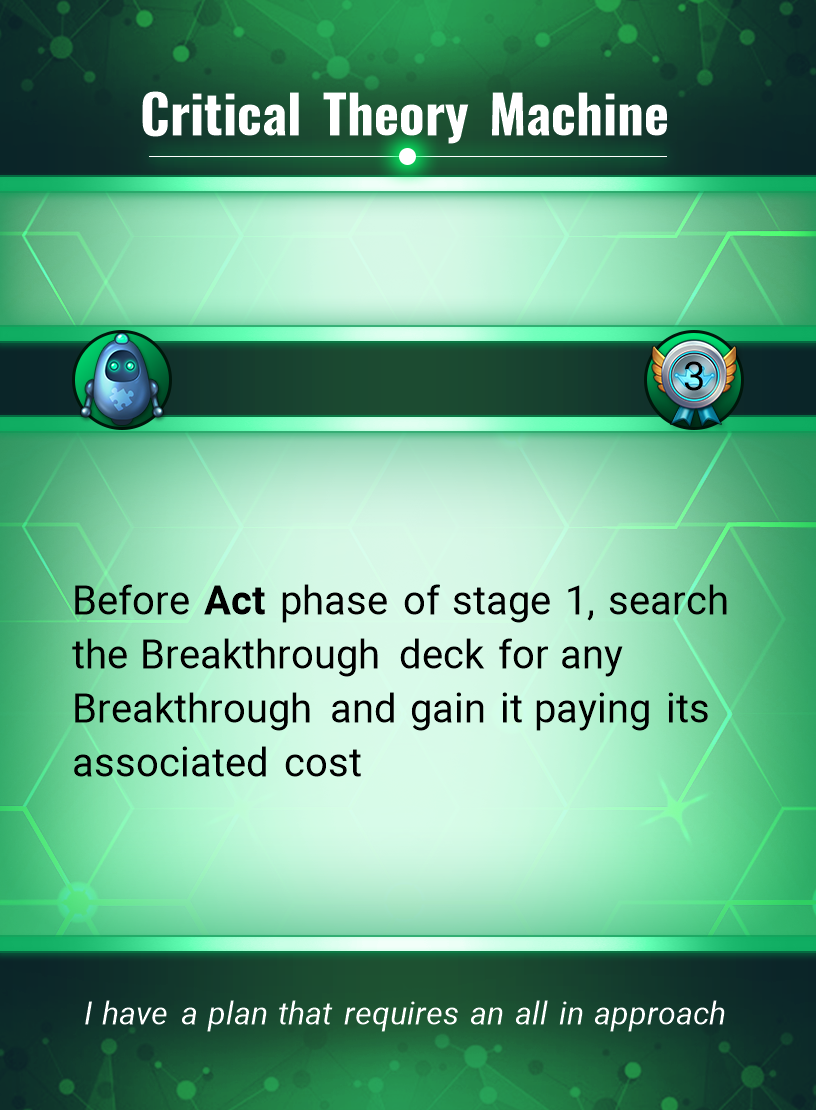 Critical Theory Machine
3
Before Act phase of stage 1, search
the Breakthrough deck for any
Breakthrough and gain it paying its
associated cost
I have a plan that requires an all in approach